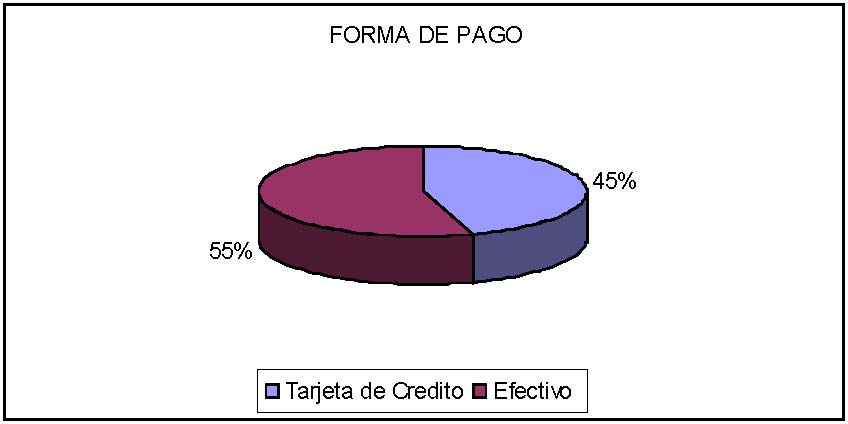 FORMA DE PAGO
45%
55%
Tarjeta de Credito Efectivo